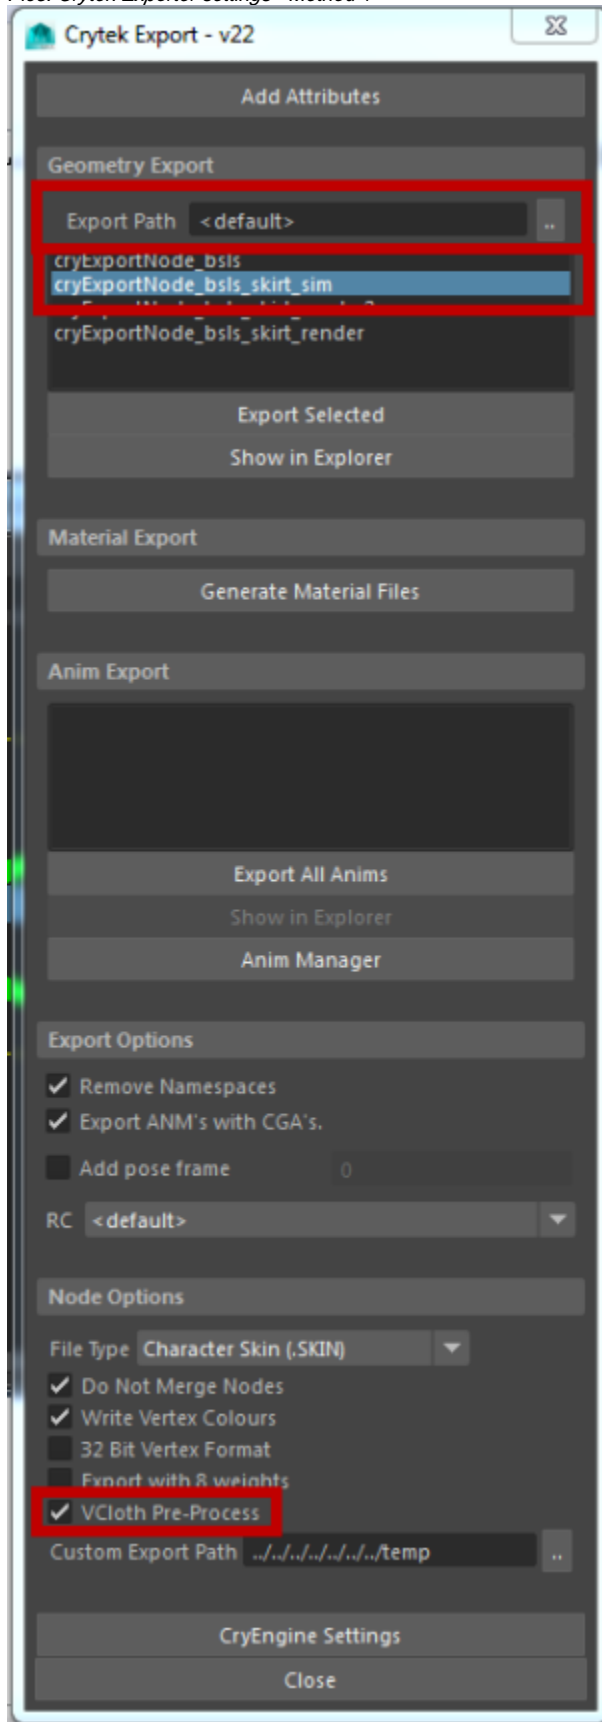 Crytek Export - v22
Add Attributes
Geometry Export
Export Path <default> ..
cryExportNode_bsls
cryExportNode_bsls_skirt_sim
cryExportNode_bsls_skirt_render
Export Selected
Show in Explorer
Material Export
Generate Material Files
Anim Export
Export All Anims
Show in Explorer
Anim Manager
Export Options
Remove Namespaces
Export ANM's with CGA's.
Add pose frame 0
RC <default>
Node Options
File Type Character Skin (.SKIN)
Do Not Merge Nodes
Write Vertex Colours
32 Bit Vertex Format
Export with 8 weights
VCloth Pre-Process
Custom Export Path ../../../../../../../temp ..
CryEngine Settings
Close